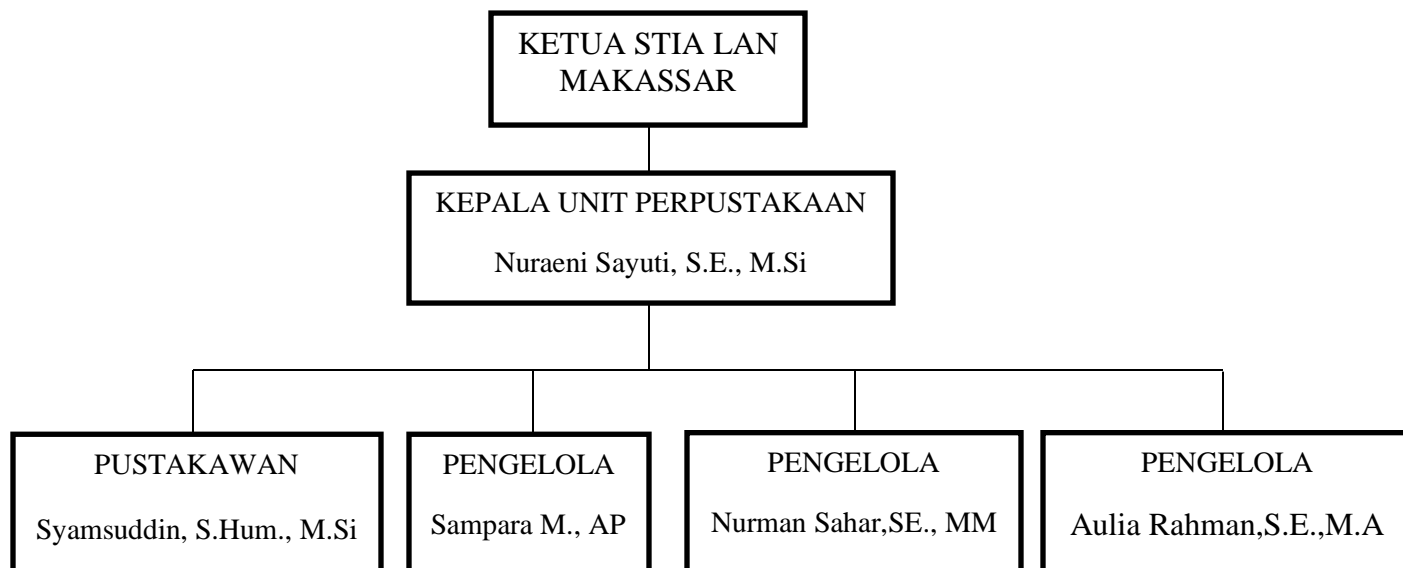 KETUA STIA LAN
MAKASSAR
KEPALA UNIT PERPUSTAKAAN
Nuraeni Sayuti, S.E., M.Si
PUSTAKAWAN
Syamsuddin, S.Hum., M.Si
PENGELOLA
Sampara M., AP
PENGELOLA
Nurman Sahar,SE., MM
PENGELOLA
Aulia Rahman,S.E.,M.A